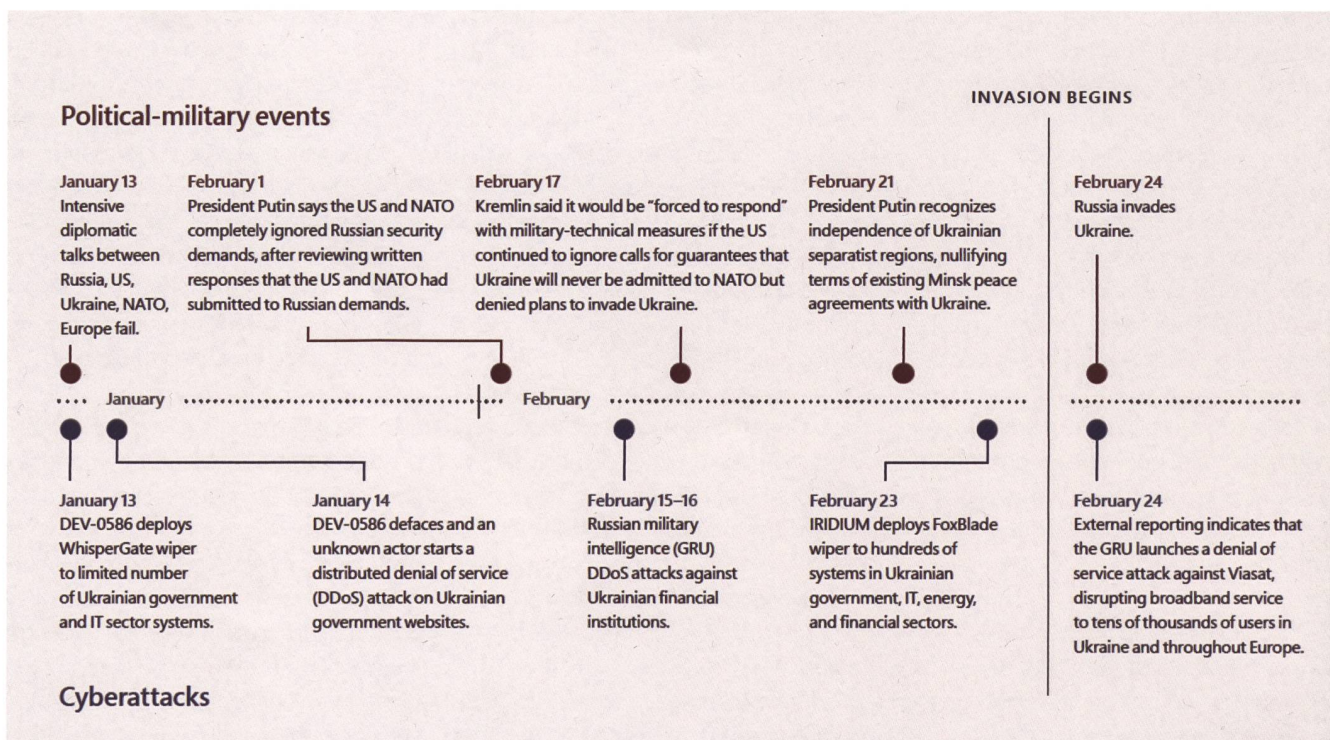 INVASION BEGINS
Political-military events
January 13
Intensive
diplomatic
talks between
Russia, US,
Ukraine, NATO,
Europe fail.
February 1
President Putin says the US and NATO
completely ignored Russian security
demands, after reviewing written
responses that the US and NATO had
submitted to Russian demands.
February 17
Kremlin said it would be “forced to respond”
with military-technical measures if the US
continued to ignore calls for guarantees that
Ukraine will never be admitted to NATO but
denied plans to invade Ukraine.
February 21
President Putin recognizes
independence of Ukrainian
separatist regions, nullifying
terms of existing Minsk peace
agreements with Ukraine.
February 24
Russia invades
Ukraine.
January
February
January 13
DEV-0586 deploys
WhisperGate wiper
to limited number
of Ukrainian government
and IT sector systems.
January 14
DEV-0586 defaces and an
unknown actor starts a
distributed denial of service
(DDoS) attack on Ukrainian
government websites.
February 15–16
Russian military
intelligence (GRU)
DDoS attacks against
Ukrainian financial
institutions.
February 23
IRIDIUM deploys FoxBlade
wiper to hundreds of
systems in Ukrainian
government, IT, energy,
and financial sectors.
February 24
External reporting indicates that
the GRU launches a denial of
service attack against Viasat,
disrupting broadband service
to tens of thousands of users in
Ukraine and throughout Europe.
Cyberattacks